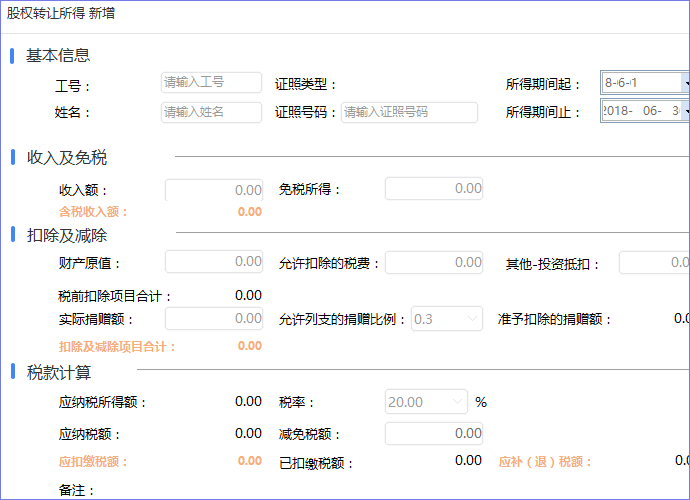 股权转让所得 新增
基本信息
工号： 请输入工号 证照类型： 所得期间起： 8-6-1
姓名： 请输入姓名 证照号码： 请输入证照号码 所得期间止： 2018- 06- 3
收入及免税
收入额： 0.00 免税所得： 0.00
含税收入额： 0.00
扣除及减除
财产原值： 0.00 允许扣除的税费： 0.00 其他-投资抵扣： 0.0
税前扣除项目合计： 0.00
实际捐赠额： 0.00 允许列支的捐赠比例： 0.3 准予扣除的捐赠额： 0.0
扣除及减除项目合计： 0.00
税款计算
应纳税所得额： 0.00 税率： 20.00 %
应纳税额： 0.00 减免税额： 0.00
应扣缴税额： 0.00 已扣缴税额： 0.00 应补（退）税额： 0.0
备注：